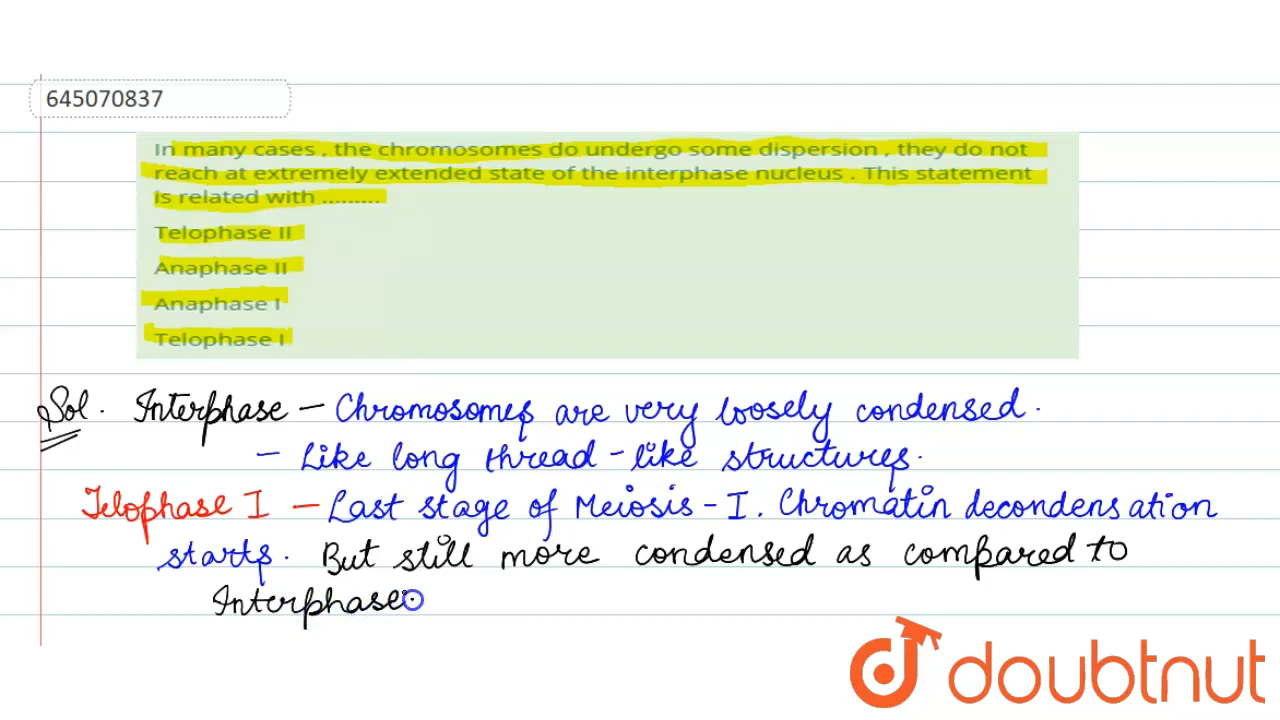 645070837
In many cases , the chromosomes do undergo some dispersion , they do not
reach at extremely extended state of the interphase nucleus . This statement
is related with .........
Telophase II
Anaphase II
Anaphase I
Telophase I
Sol. Interphase – Chromosomes are very loosely condensed.
– Like long thread-like structures.
Telophase I – Last stage of Meiosis-I. Chromatin decondensation
starts. But still more condensed as compared to
Interphase.
doubtnut